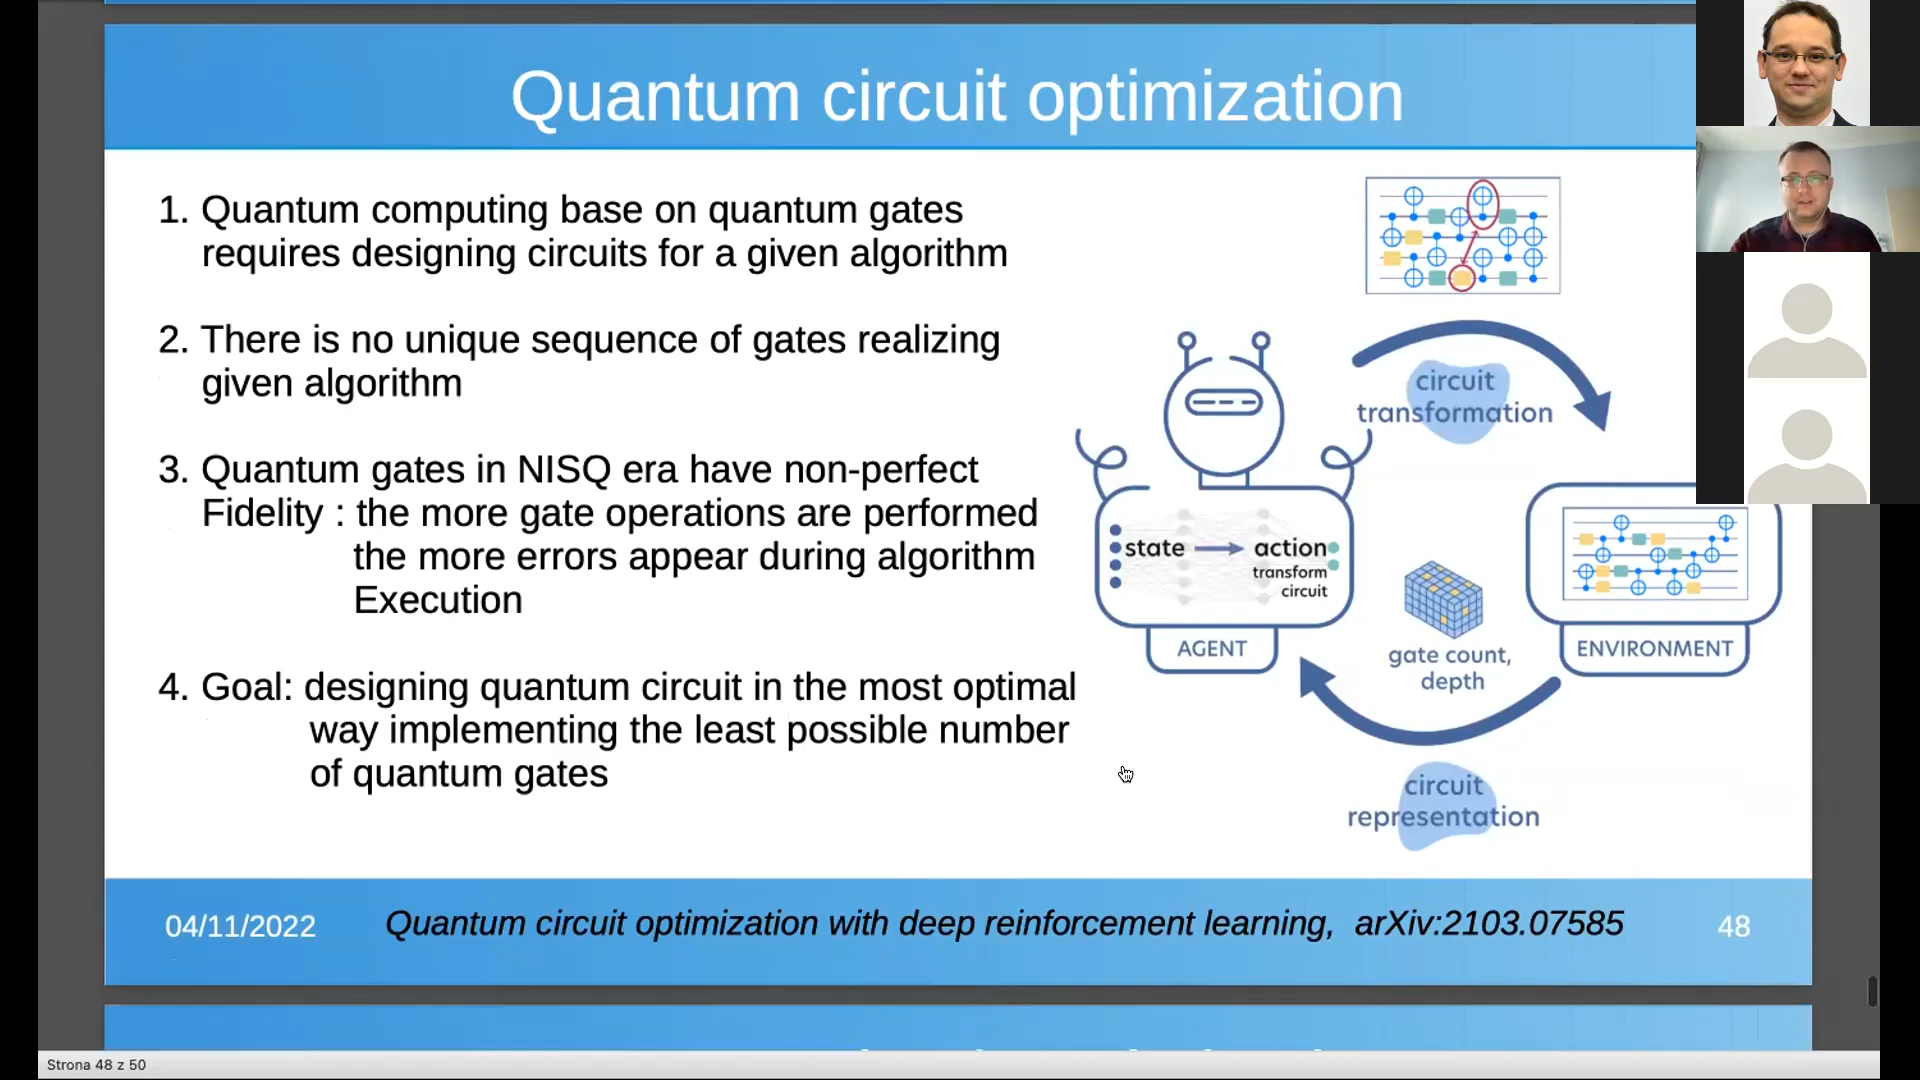 Quantum circuit optimization
1. Quantum computing base on quantum gates
requires designing circuits for a given algorithm
2. There is no unique sequence of gates realizing
given algorithm
3. Quantum gates in NISQ era have non-perfect
Fidelity : the more gate operations are performed
the more errors appear during algorithm
Execution
4. Goal: designing quantum circuit in the most optimal
way implementing the least possible number
of quantum gates
circuit
transformation
state
action
transform
circuit
AGENT
gate count,
depth
ENVIRONMENT
circuit
representation
04/11/2022
Quantum circuit optimization with deep reinforcement learning, arXiv:2103.07585
48
Strona 48 z 50